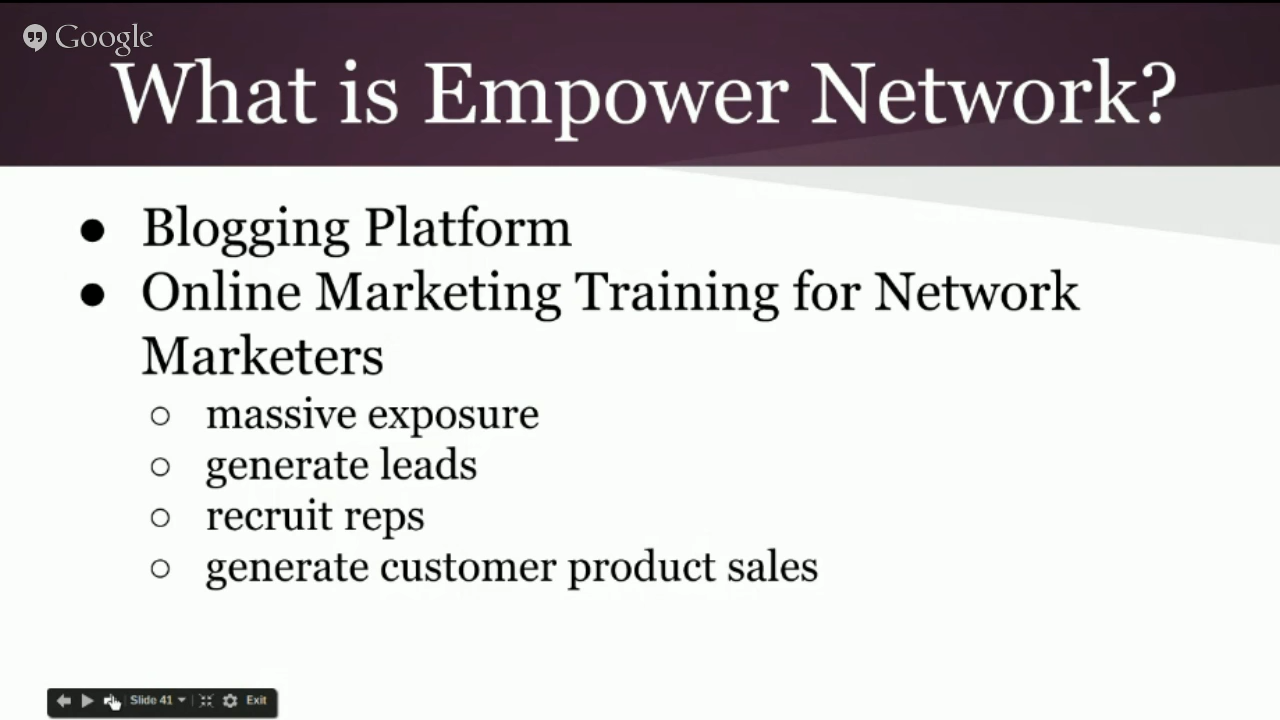 Google
What is Empower Network?
● Blogging Platform
● Online Marketing Training for Network
Marketers
○ massive exposure
○ generate leads
○ recruit reps
○ generate customer product sales
Slide 41
Exit